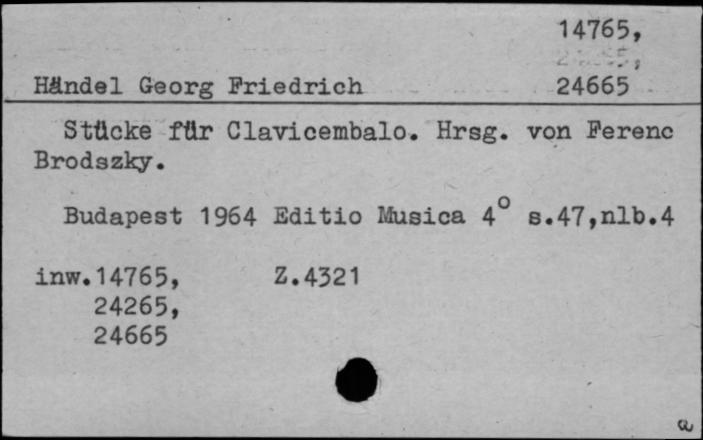 14765,
Händel Georg Friedrich 24665
Stücke für Clavicembalo. Hrsg. von Ferenc
Brodszky.
Budapest 1964 Editio Musica 4° s.47,nlb.4
inw.14765, Z.4321
24265,
24665